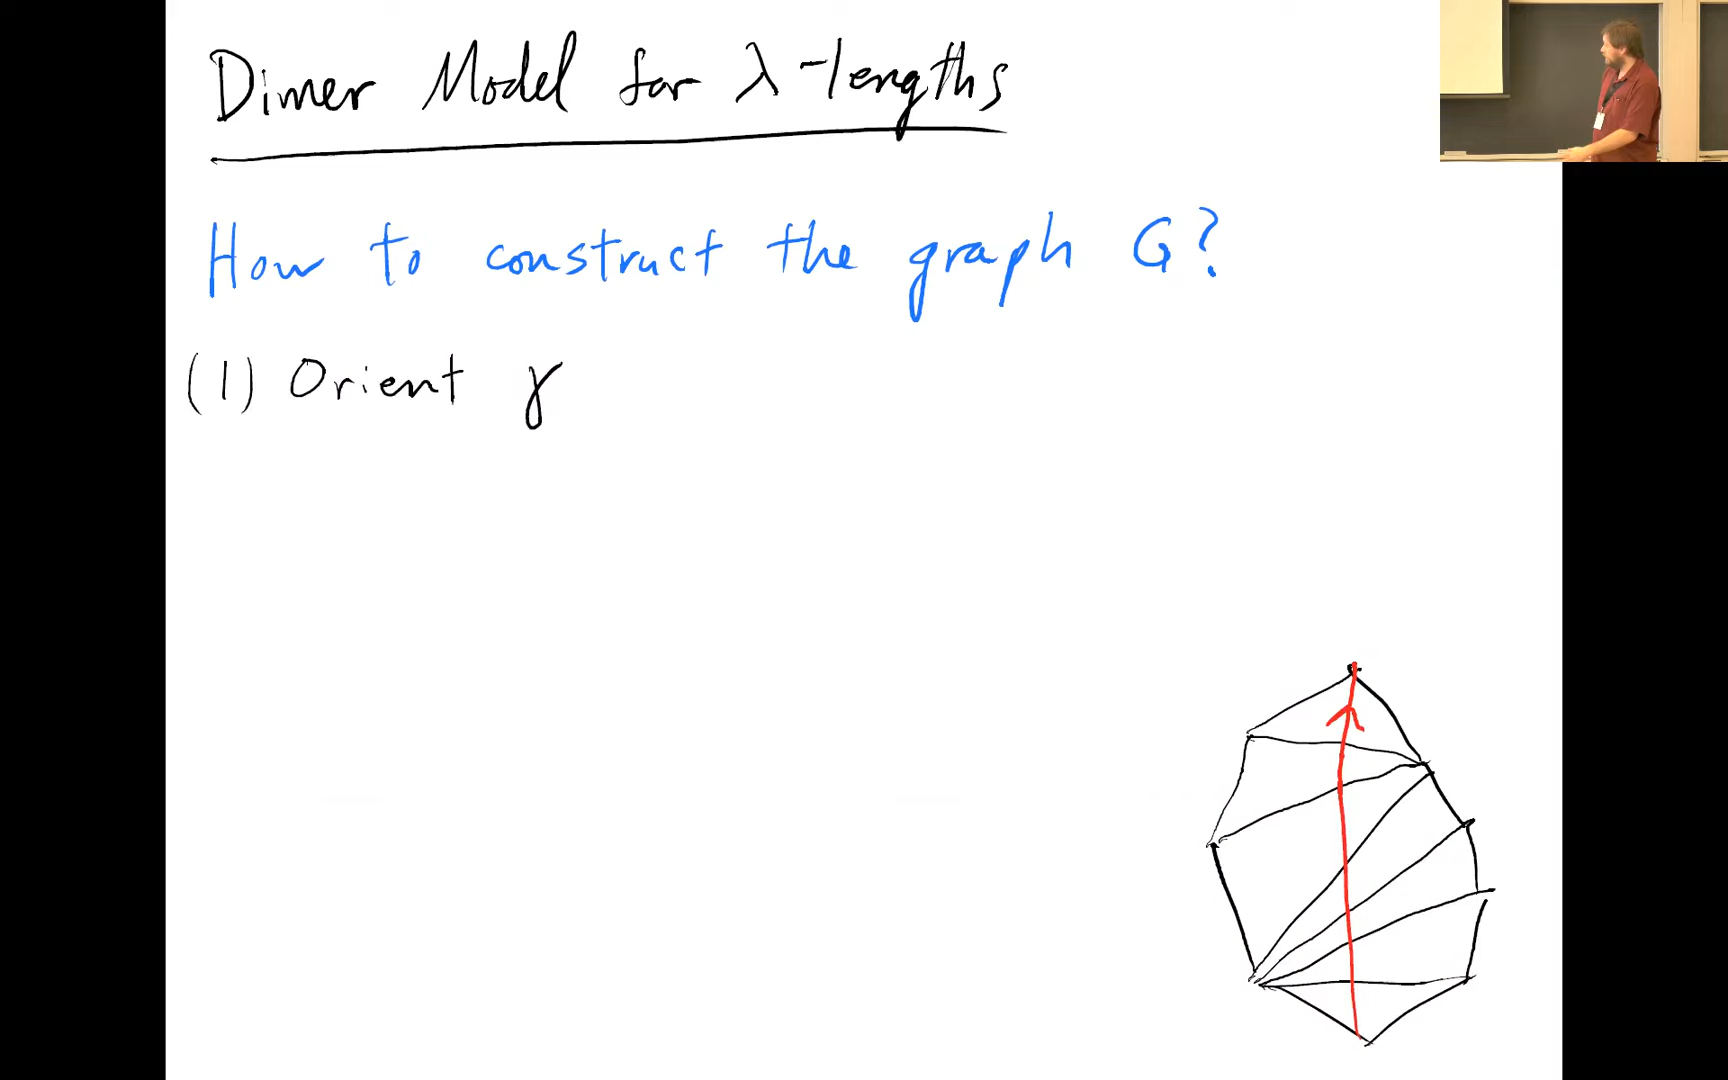 Dimer Model for λ-lengths
How to construct the graph G?
(1) Orient γ